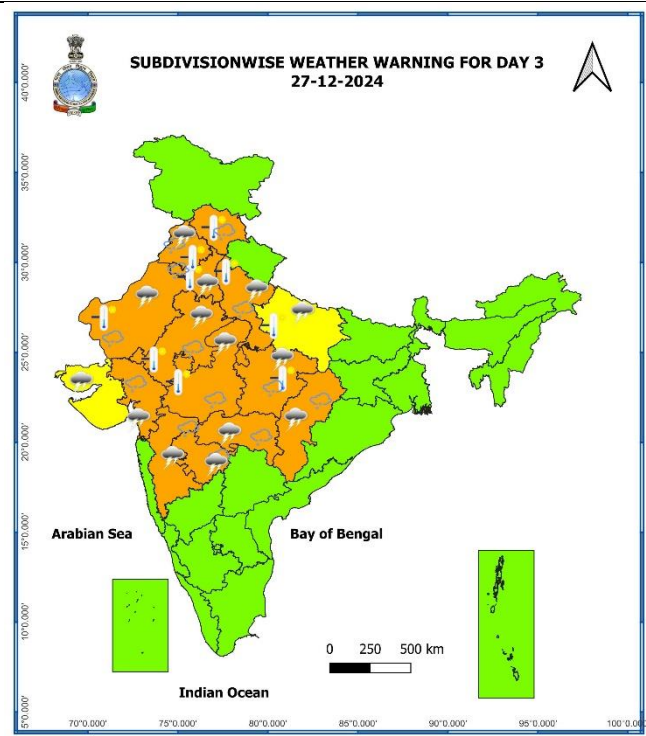 SUBDIVISIONWISE WEATHER WARNING FOR DAY 3
27-12-2024
40°0.000'
35°0.000'
30°0.000'
25°0.000'
20°0.000'
15°0.000'
10°0.000'
5°0.000'
Arabian Sea
Bay of Bengal
0 250 500 km
Indian Ocean
70°0.000' 75°0.000' 80°0.000' 85°0.000' 90°0.000' 95°0.000' 100°0.00